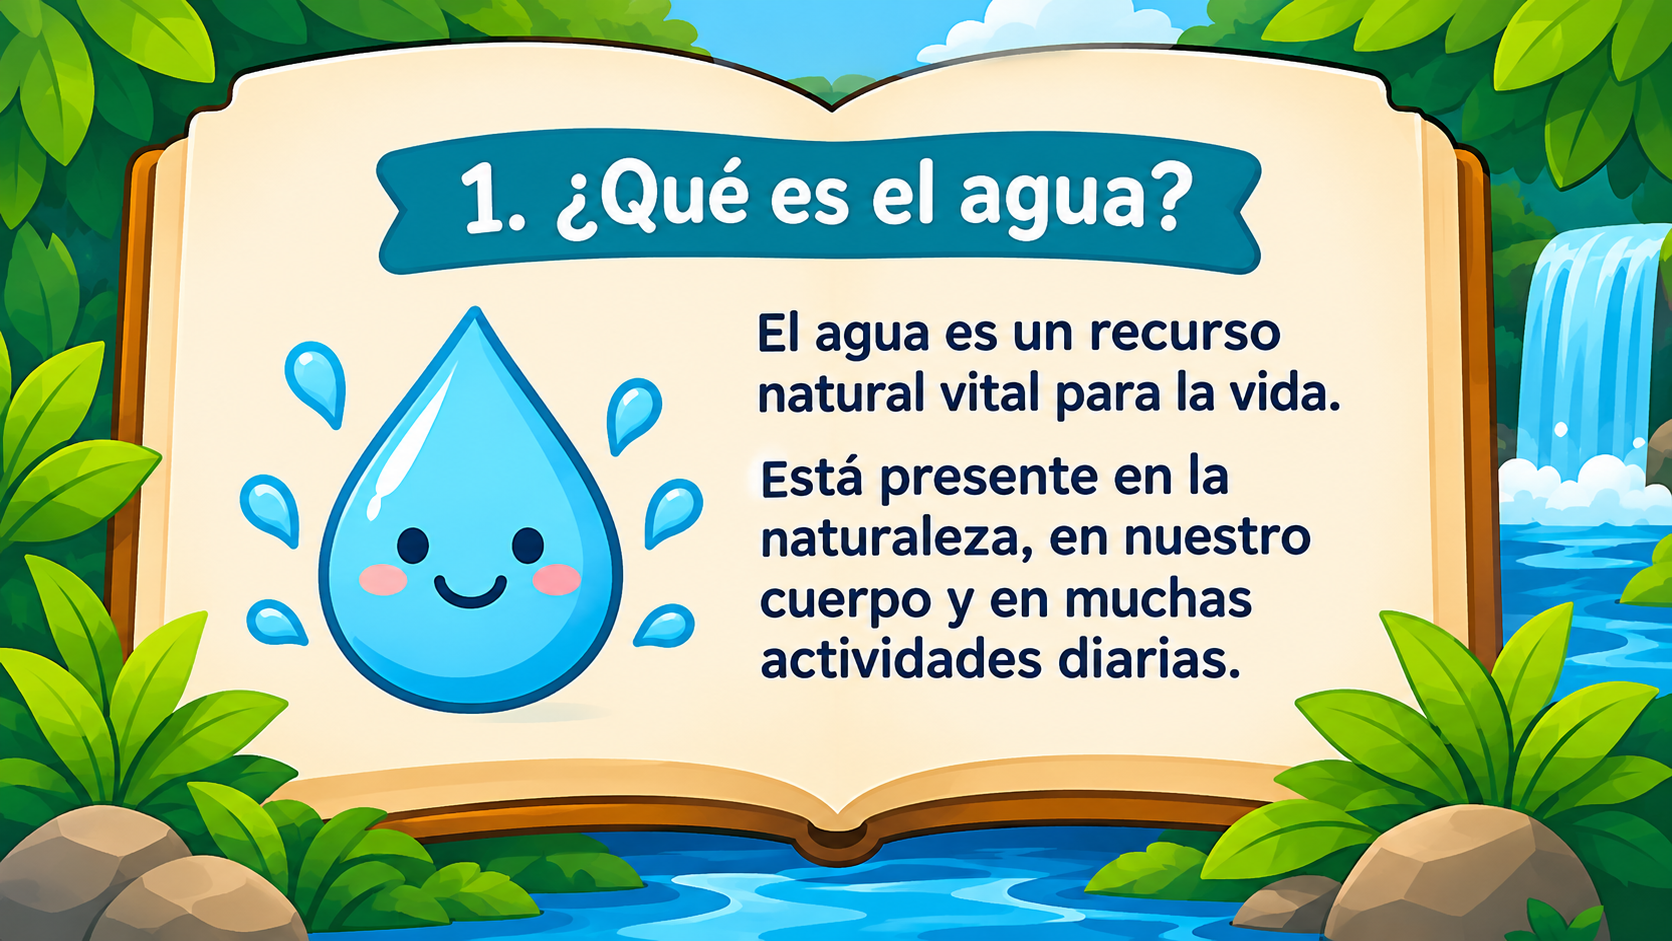 1. ¿Qué es el agua?
El agua es un recurso
natural vital para la vida.
Está presente en la
naturaleza, en nuestro
cuerpo y en muchas
actividades diarias.